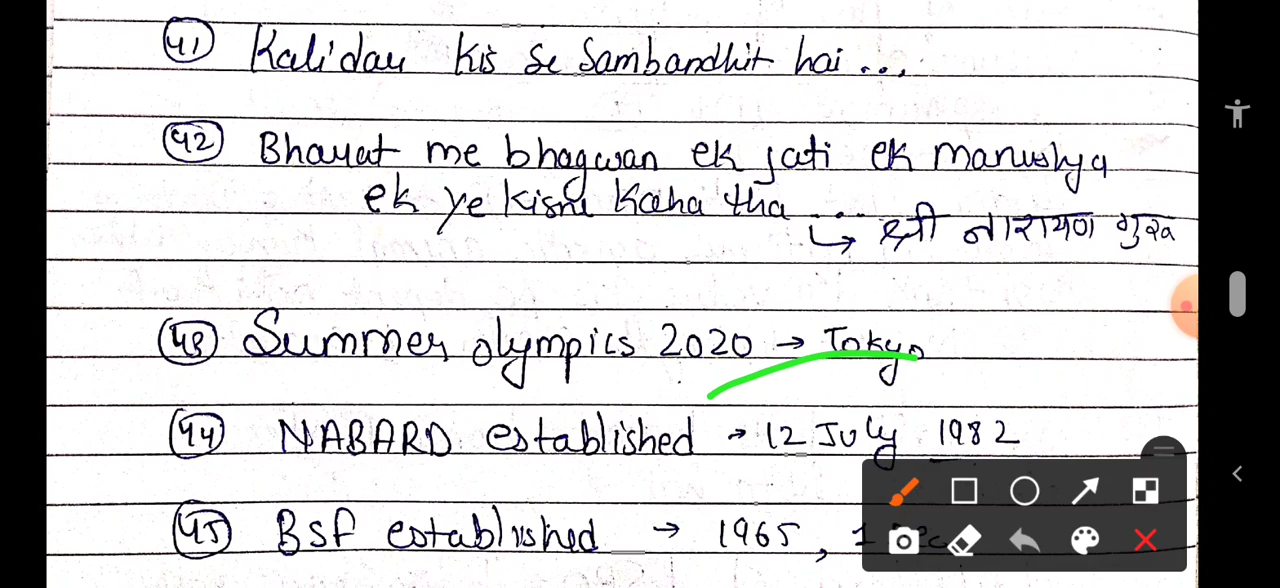 41 Kalidas kis se Sambandhit hai ...
42 Bharat me bhagwan ek jati ek manushya
ek ye kisne kaha tha ...
↳ श्री नारायण गुरु
43 Summer olympics 2020 → Tokyo
44 NABARD established → 12 July 1982
45 BSF established → 1965, 1